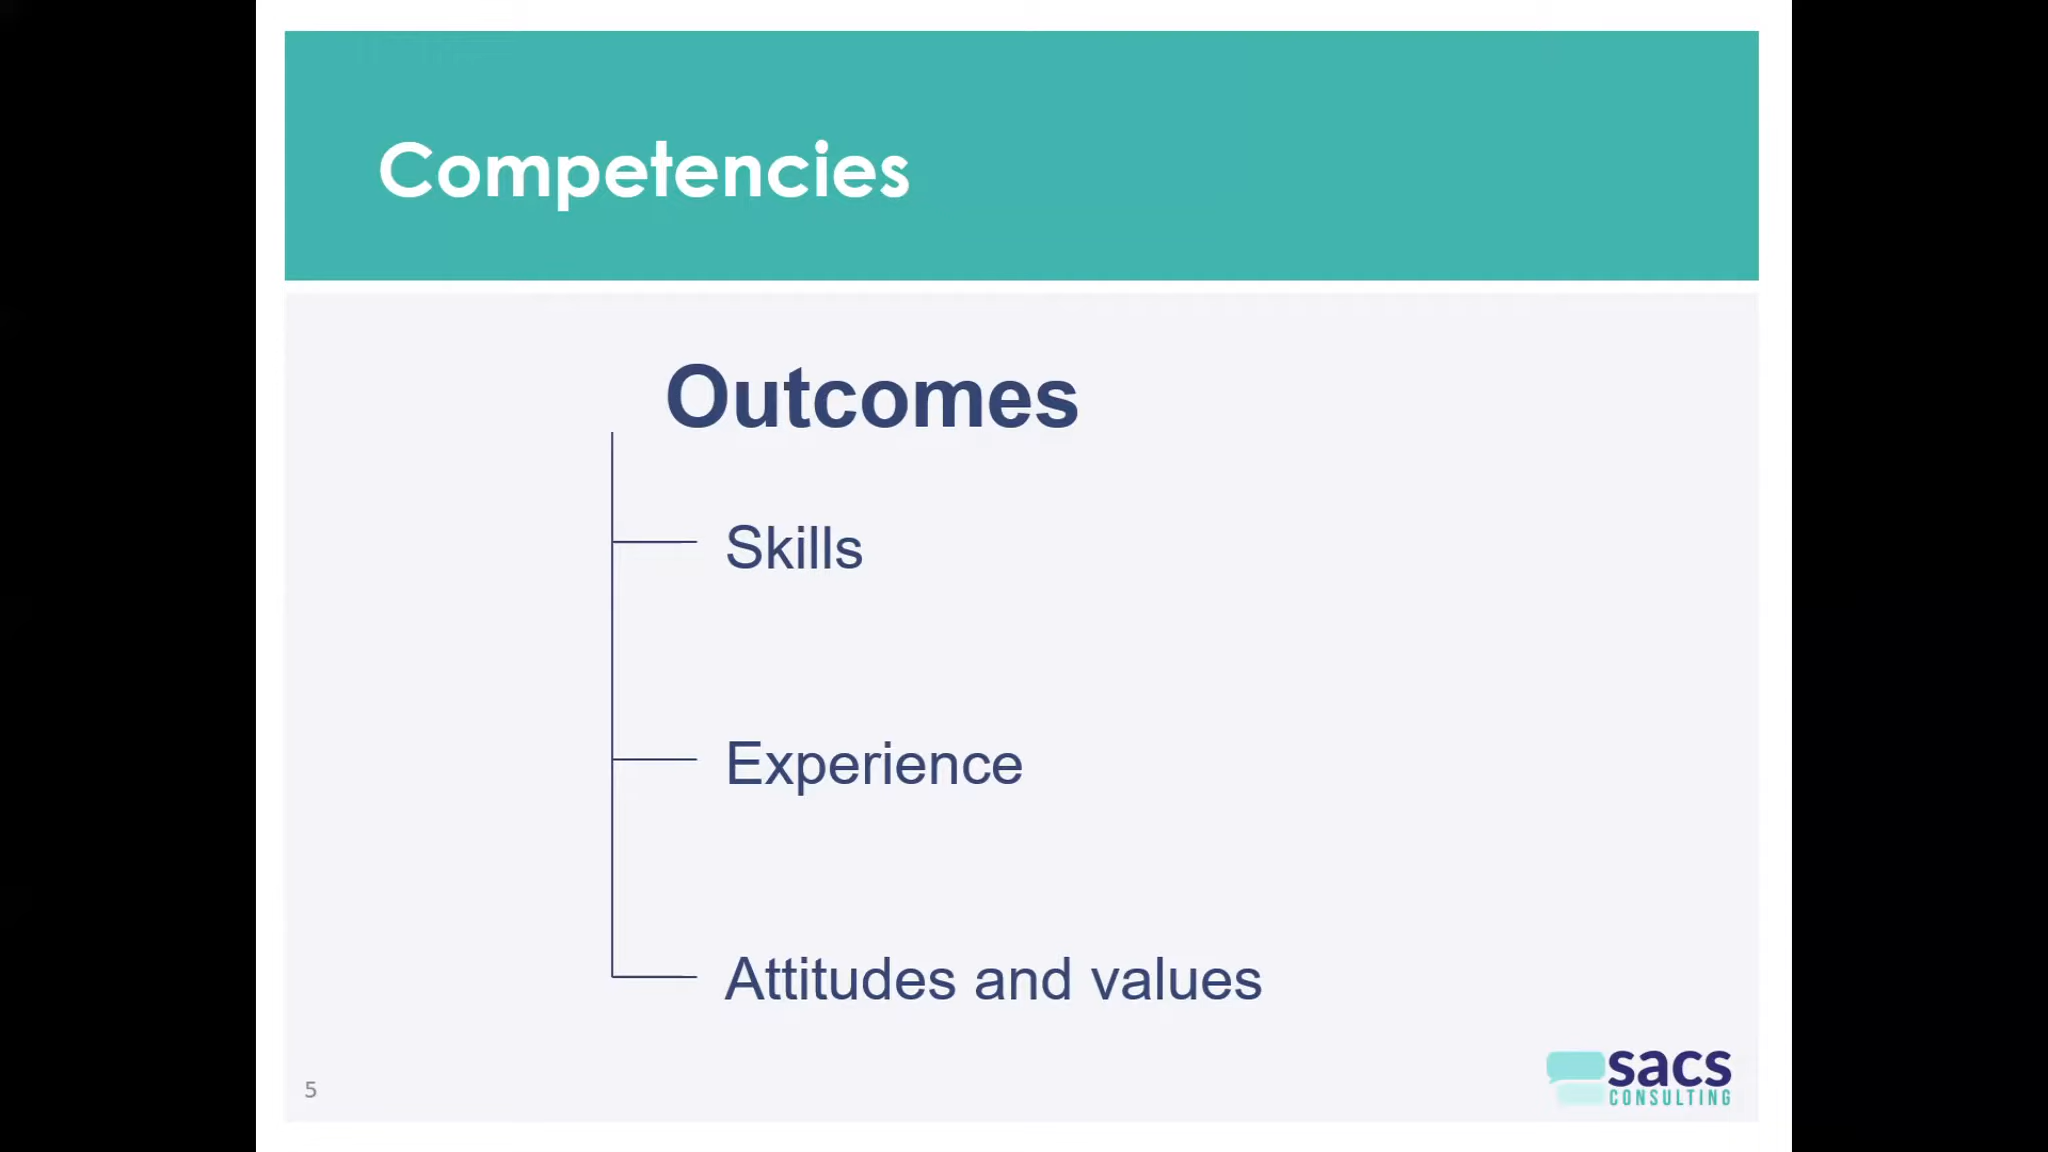 Competencies
Outcomes
Skills
Experience
Attitudes and values
5
sacs
CONSULTING